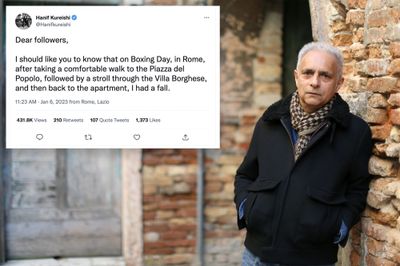 Hanif Kureishi
@Hanifkureishi
Dear followers,
I should like you to know that on Boxing Day, in Rome,
after taking a comfortable walk to the Piazza del
Popolo, followed by a stroll through the Villa Borghese,
and then back to the apartment, I had a fall.
11:23 AM · Jan 6, 2023 from Rome, Lazio
431.8K Views 210 Retweets 107 Quote Tweets 1,373 Likes